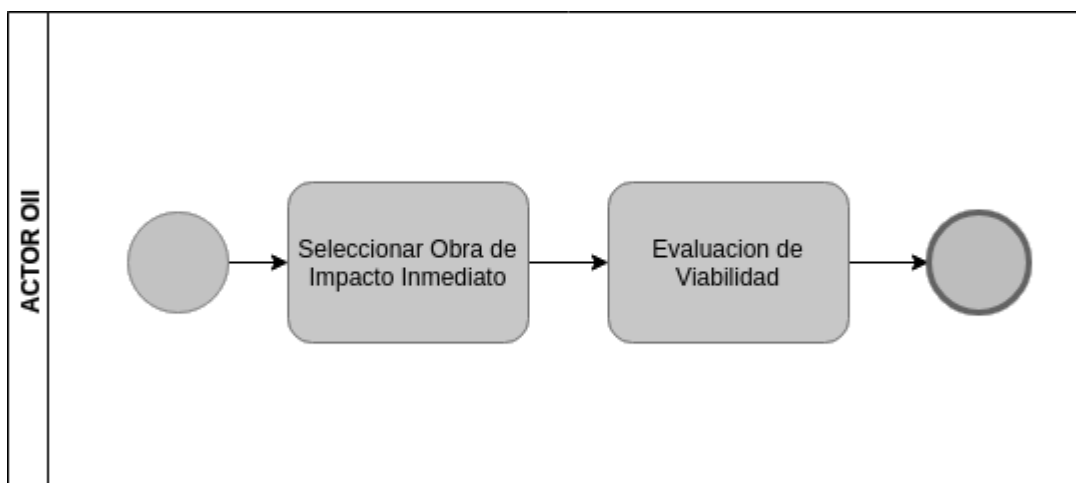 ACTOR OII
Seleccionar Obra de
Impacto Inmediato
Evaluacion de
Viabilidad